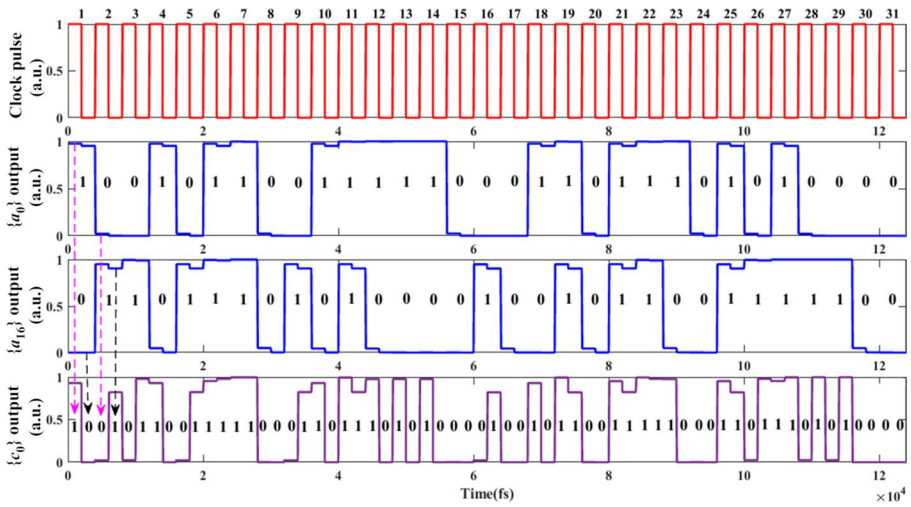 1 2 3 4 5 6 7 8 9 10 11 12 13 14 15 16 17 18 19 20 21 22 23 24 25 26 27 28 29 30 31
Clock pulse
(a.u.)
1
0.5
0
0 2 4 6 8 10 12
{a₀} output
(a.u.)
1
0.5
0
1 0 0 1 0 1 1 0 0 1 1 1 1 1 0 0 0 1 1 0 1 1 1 0 1 0 1 0 0 0 0
0 2 4 6 8 10 12
{a₁₆} output
(a.u.)
1
0.5
0
0 1 1 0 1 1 1 0 1 0 1 0 0 0 0 1 0 0 1 0 1 1 0 0 1 1 1 1 1 0 0
0 2 4 6 8 10 12
{c₀} output
(a.u.)
1
0.5
0
1 0 0 1 0 1 1 0 0 1 1 1 1 1 0 0 0 1 1 0 1 1 1 0 1 0 1 0 0 0 0 1 0 0 1 0 1 1 0 0 1 1 1 1 1 0 0 0 1 1 0 1 1 1 0 1 0 1 0 0 0 0
0 2 4 6 8 10 12
Time(fs)
×10⁴